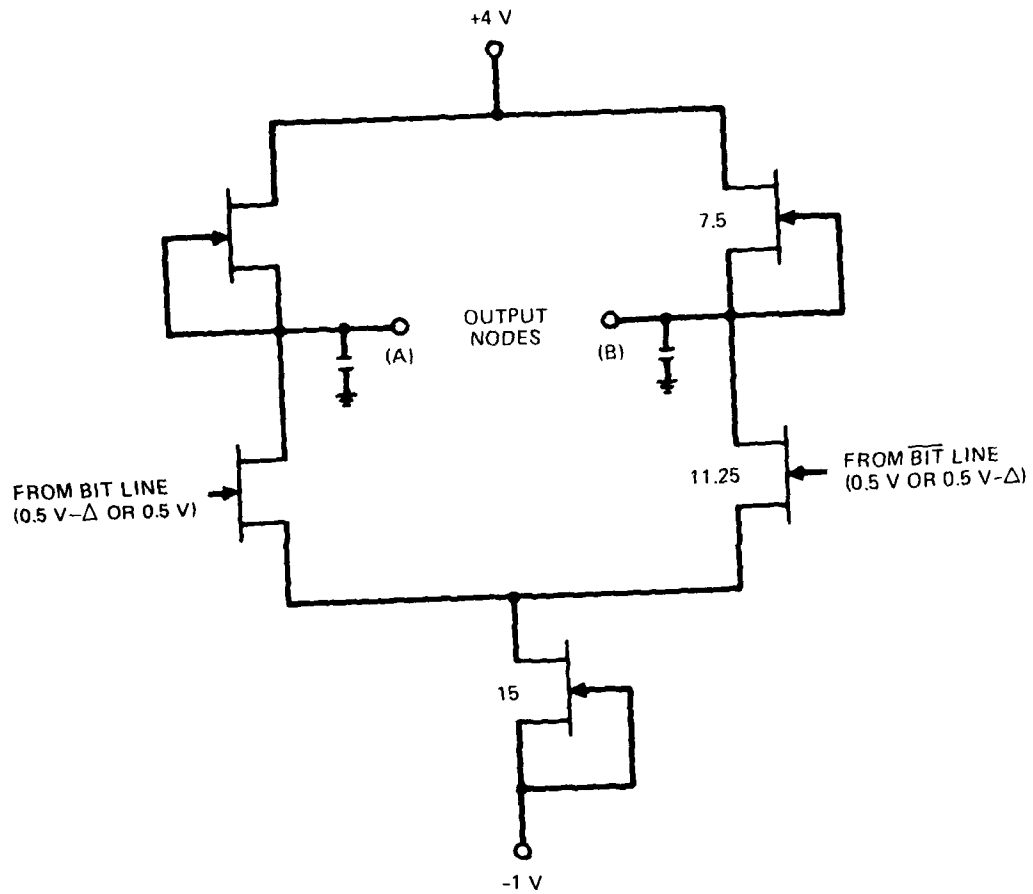 +4 V
7.5
OUTPUT
NODES
(A)
(B)
FROM BIT LINE
(0.5 V–Δ OR 0.5 V)
11.25
FROM B̅I̅T̅ LINE
(0.5 V OR 0.5 V-Δ)
15
-1 V